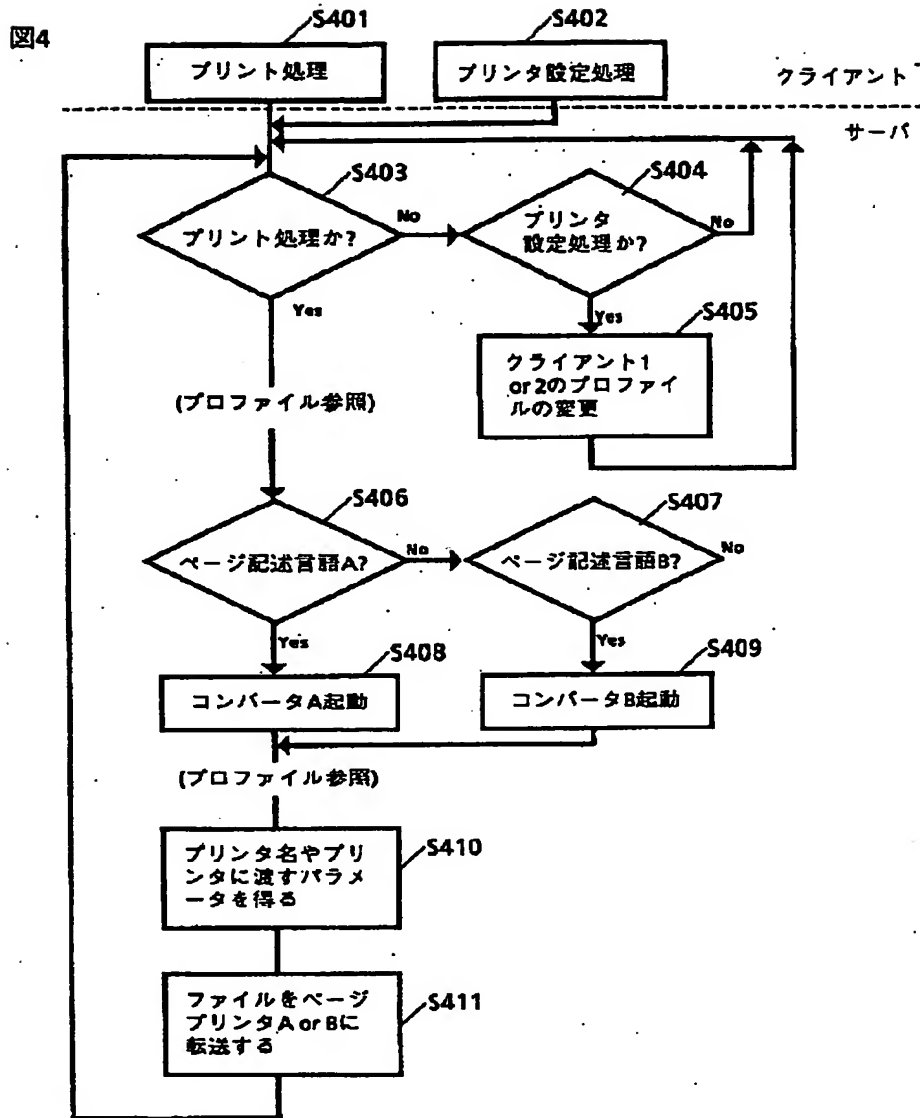 図4
S401
S402
プリント処理
プリンタ設定処理
クライアント
サーバ
S403
S404
プリント処理か?
No
プリンタ
設定処理か?
No
Yes
Yes
S405
クライアント1
or2のプロファイ
ルの変更
(プロファイル参照)
S406
S407
ページ記述言語A?
No
ページ記述言語B?
No
Yes
Yes
S408
S409
コンバータA起動
コンバータB起動
(プロファイル参照)
S410
プリンタ名やプリ
ンタに渡すパラメ
ータを得る
S411
ファイルをページ
プリンタA or Bに
転送する